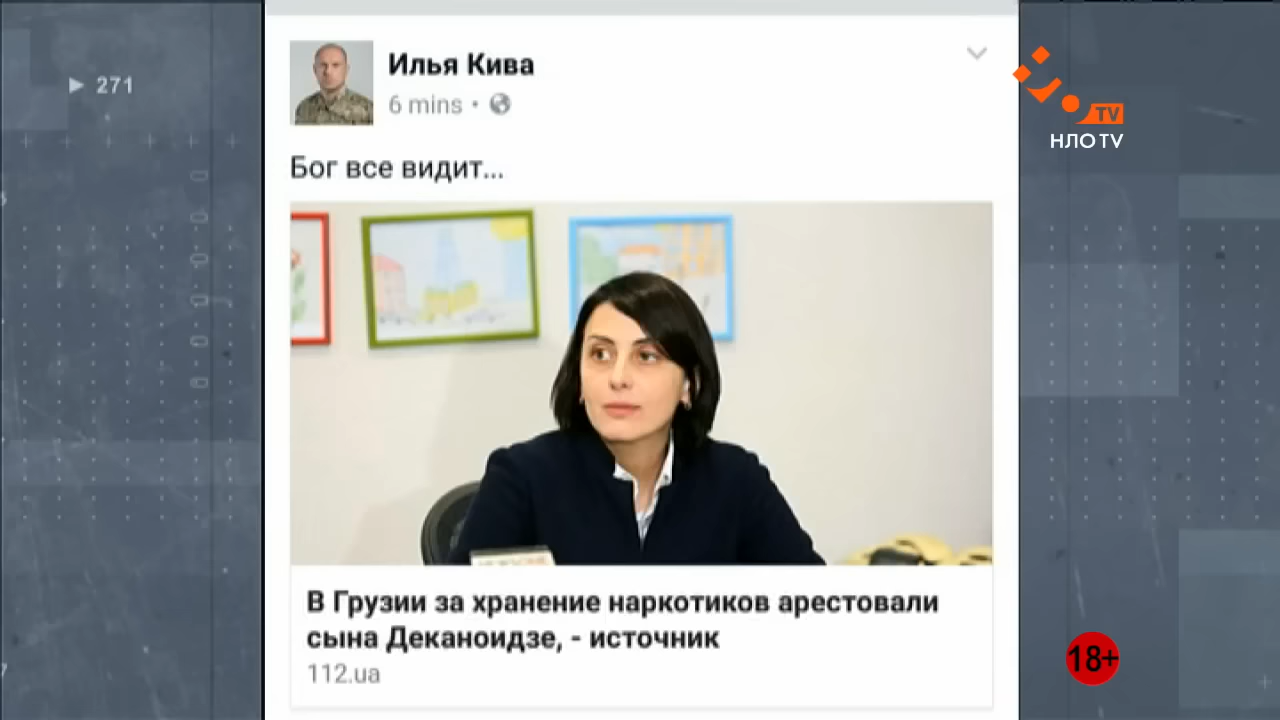 Илья Кива
6 mins
271
TV
НЛО TV
Бог все видит...
В Грузии за хранение наркотиков арестовали
сына Деканоидзе, - источник
112.ua
18+